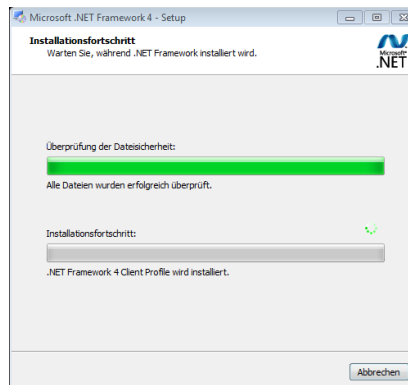 Microsoft .NET Framework 4 - Setup
Installationsfortschritt
Warten Sie, während .NET Framework installiert wird.
Microsoft®
.NET
Überprüfung der Dateisicherheit:
Alle Dateien wurden erfolgreich überprüft.
Installationsfortschritt:
.NET Framework 4 Client Profile wird installiert.
Abbrechen